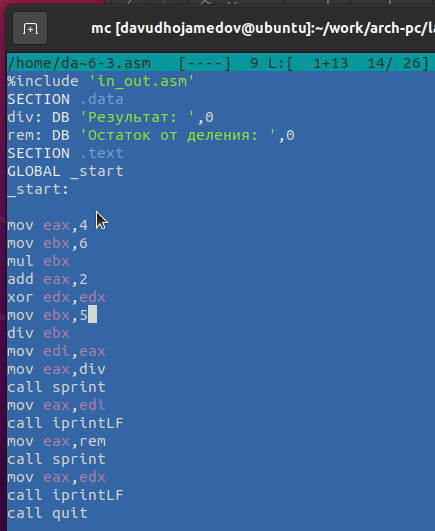 mc [davudhojamedov@ubuntu]:~/work/arch-pc/la
/home/da~6-3.asm [----] 9 L:[ 1+13 14/ 26]
%include 'in_out.asm'
SECTION .data
div: DB 'Результат: ',0
rem: DB 'Остаток от деления: ',0
SECTION .text
GLOBAL _start
_start:
mov eax,4
mov ebx,6
mul ebx
add eax,2
xor edx,edx
mov ebx,5
div ebx
mov edi,eax
mov eax,div
call sprint
mov eax,edi
call iprintLF
mov eax,rem
call sprint
mov eax,edx
call iprintLF
call quit